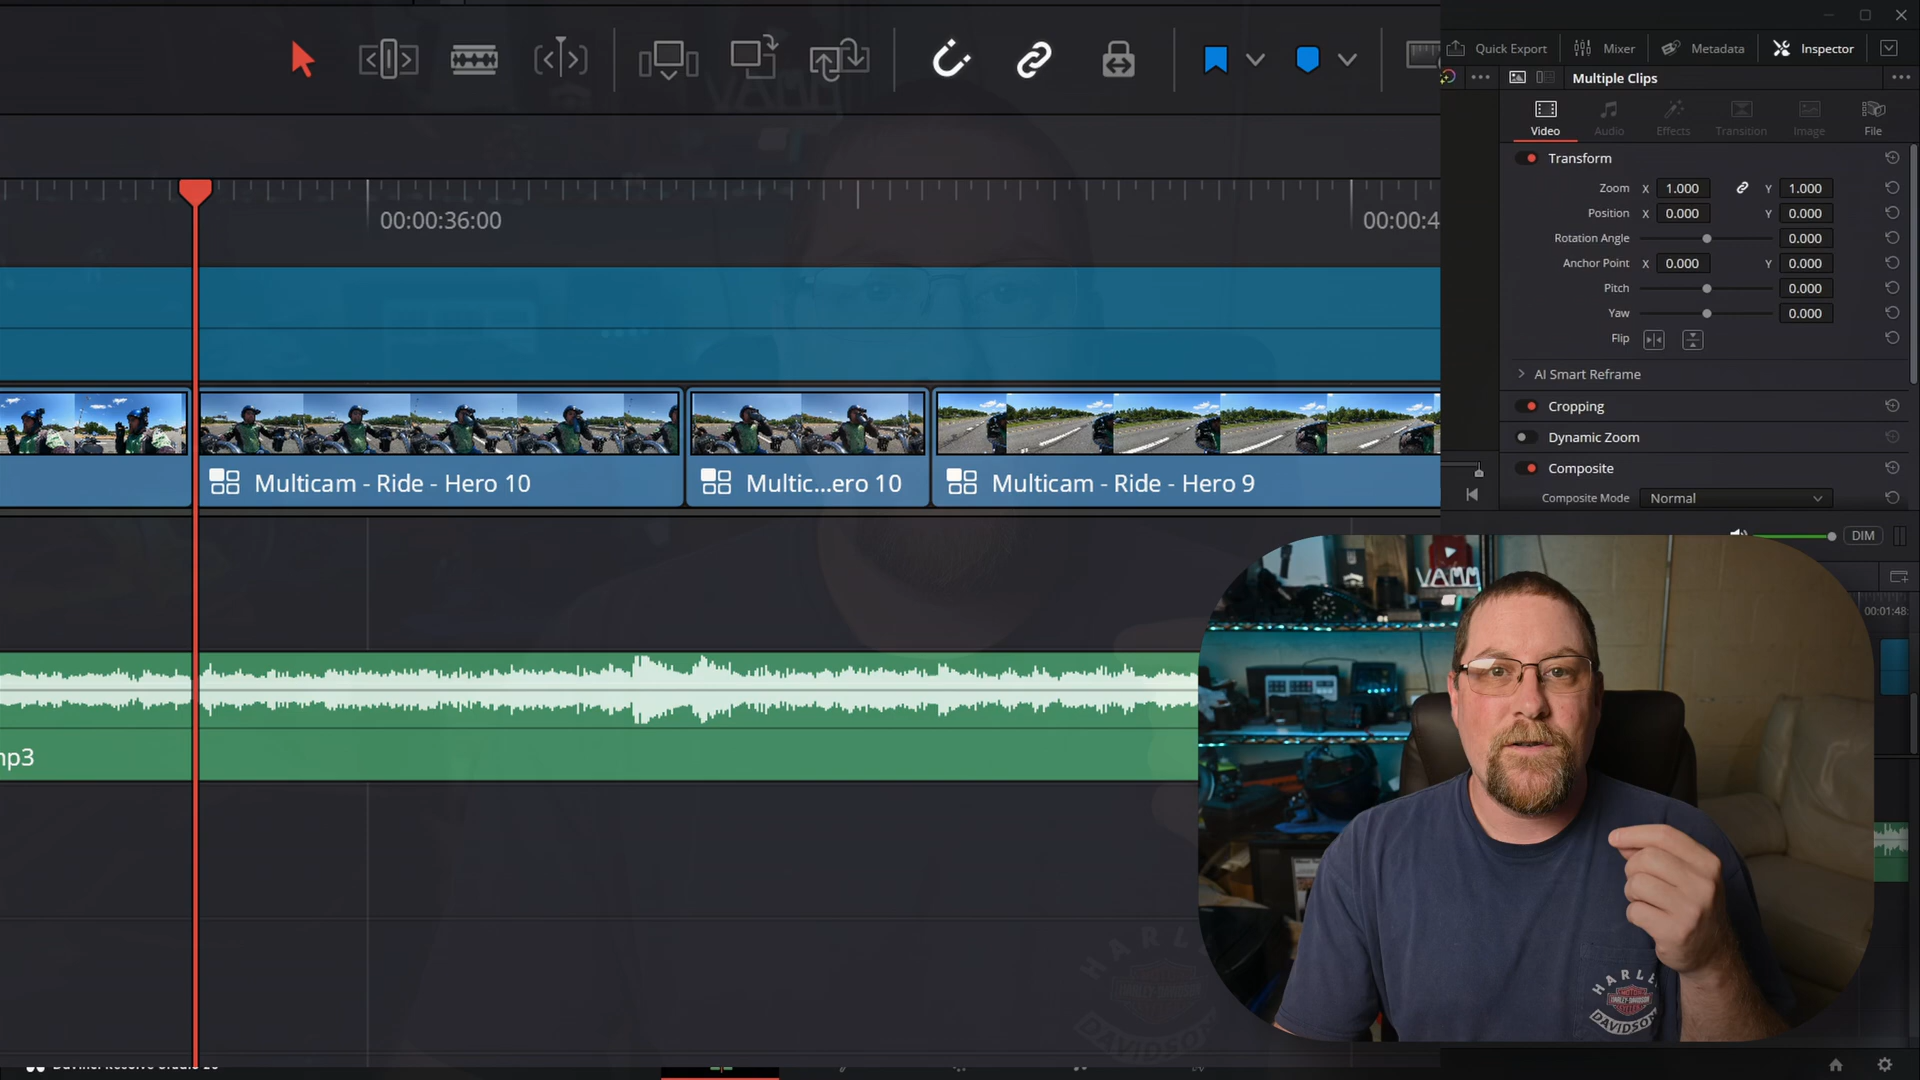 Quick Export
Mixer
Metadata
Inspector
Multiple Clips
Video
Audio
Effects
Transition
Image
File
Transform
Zoom X 1.000 Y 1.000
Position X 0.000 Y 0.000
Rotation Angle 0.000
Anchor Point X 0.000 Y 0.000
Pitch 0.000
Yaw 0.000
Flip
AI Smart Reframe
Cropping
Dynamic Zoom
Composite
Composite Mode Normal
DIM
00:00:36:00
00:00:4
00:01:48:
Multicam - Ride - Hero 10
Multic...ero 10
Multicam - Ride - Hero 9
mp3
VAMM
HARLE
DAVIDSO